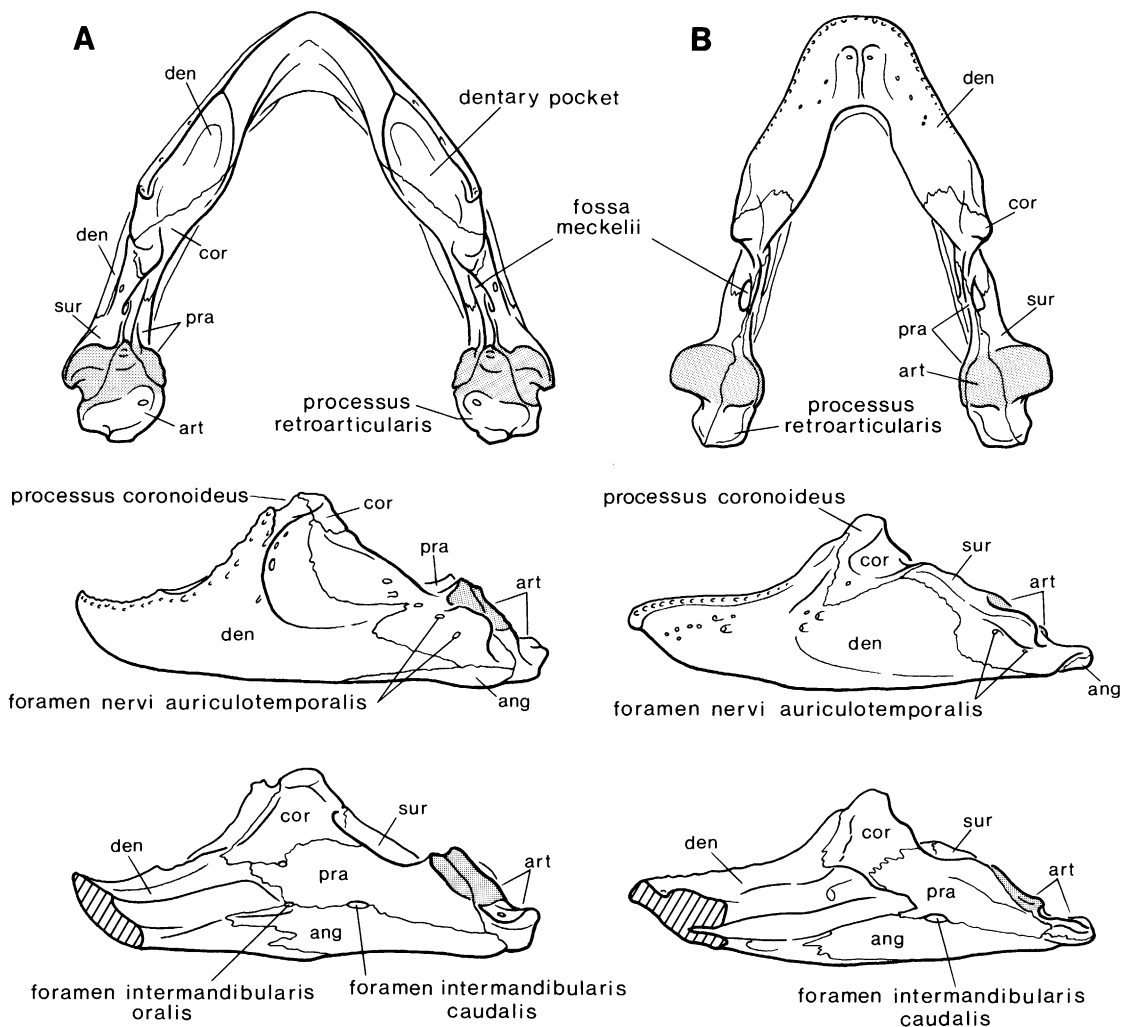 A
den
dentary pocket
fossa
meckelii
den
cor
sur
pra
processus
retroarticularis
art
B
den
cor
sur
pra
art
processus
retroarticularis
processus coronoideus
cor
pra
art
den
foramen nervi auriculotemporalis
ang
processus coronoideus
cor
sur
art
den
foramen nervi auriculotemporalis
ang
den
cor
sur
pra
art
ang
foramen intermandibularis
oralis
foramen intermandibularis
caudalis
den
cor
sur
pra
art
ang
foramen intermandibularis
caudalis